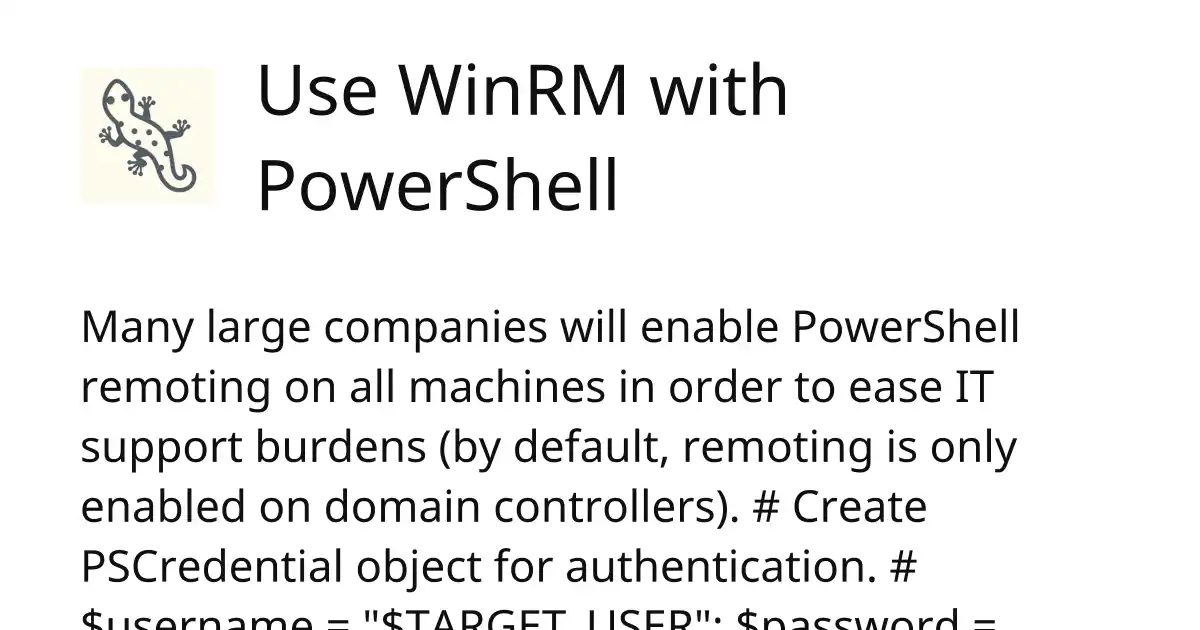 Use WinRM with
PowerShell
Many large companies will enable PowerShell
remoting on all machines in order to ease IT
support burdens (by default, remoting is only
enabled on domain controllers). # Create
PSCredential object for authentication. #
$username = "$TARGET_USER"; $password =